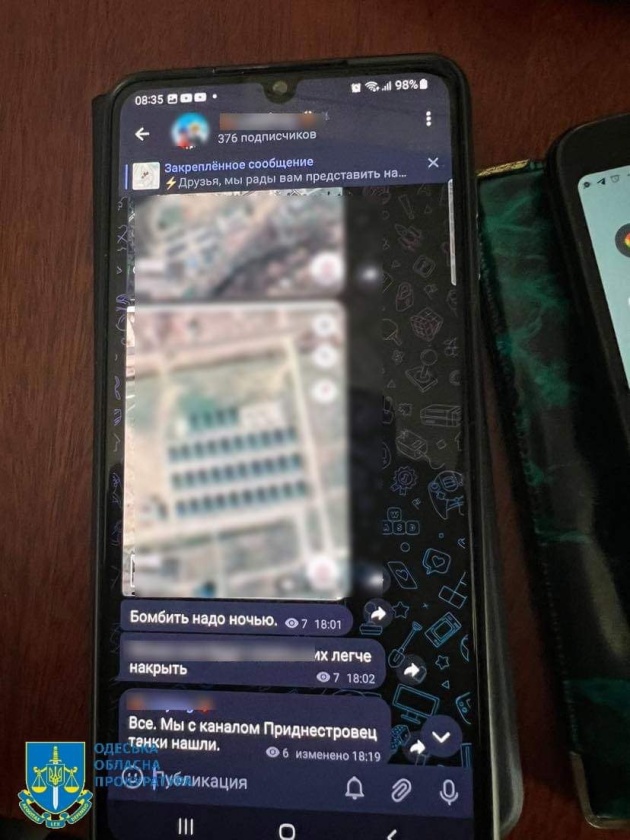 08:35
98%
376 подписчиков
Закреплённое сообщение
⚡Друзья, мы рады вам представить на...
Бомбить надо ночью. 7 18:01
их легче
накрыть 7 18:02
Все. Мы с каналом Приднестровец
танки нашли. 6 изменено 18:19
Публикация
ОДЕСЬКА
ОБЛАСНА
ПРОКУРАТУРА